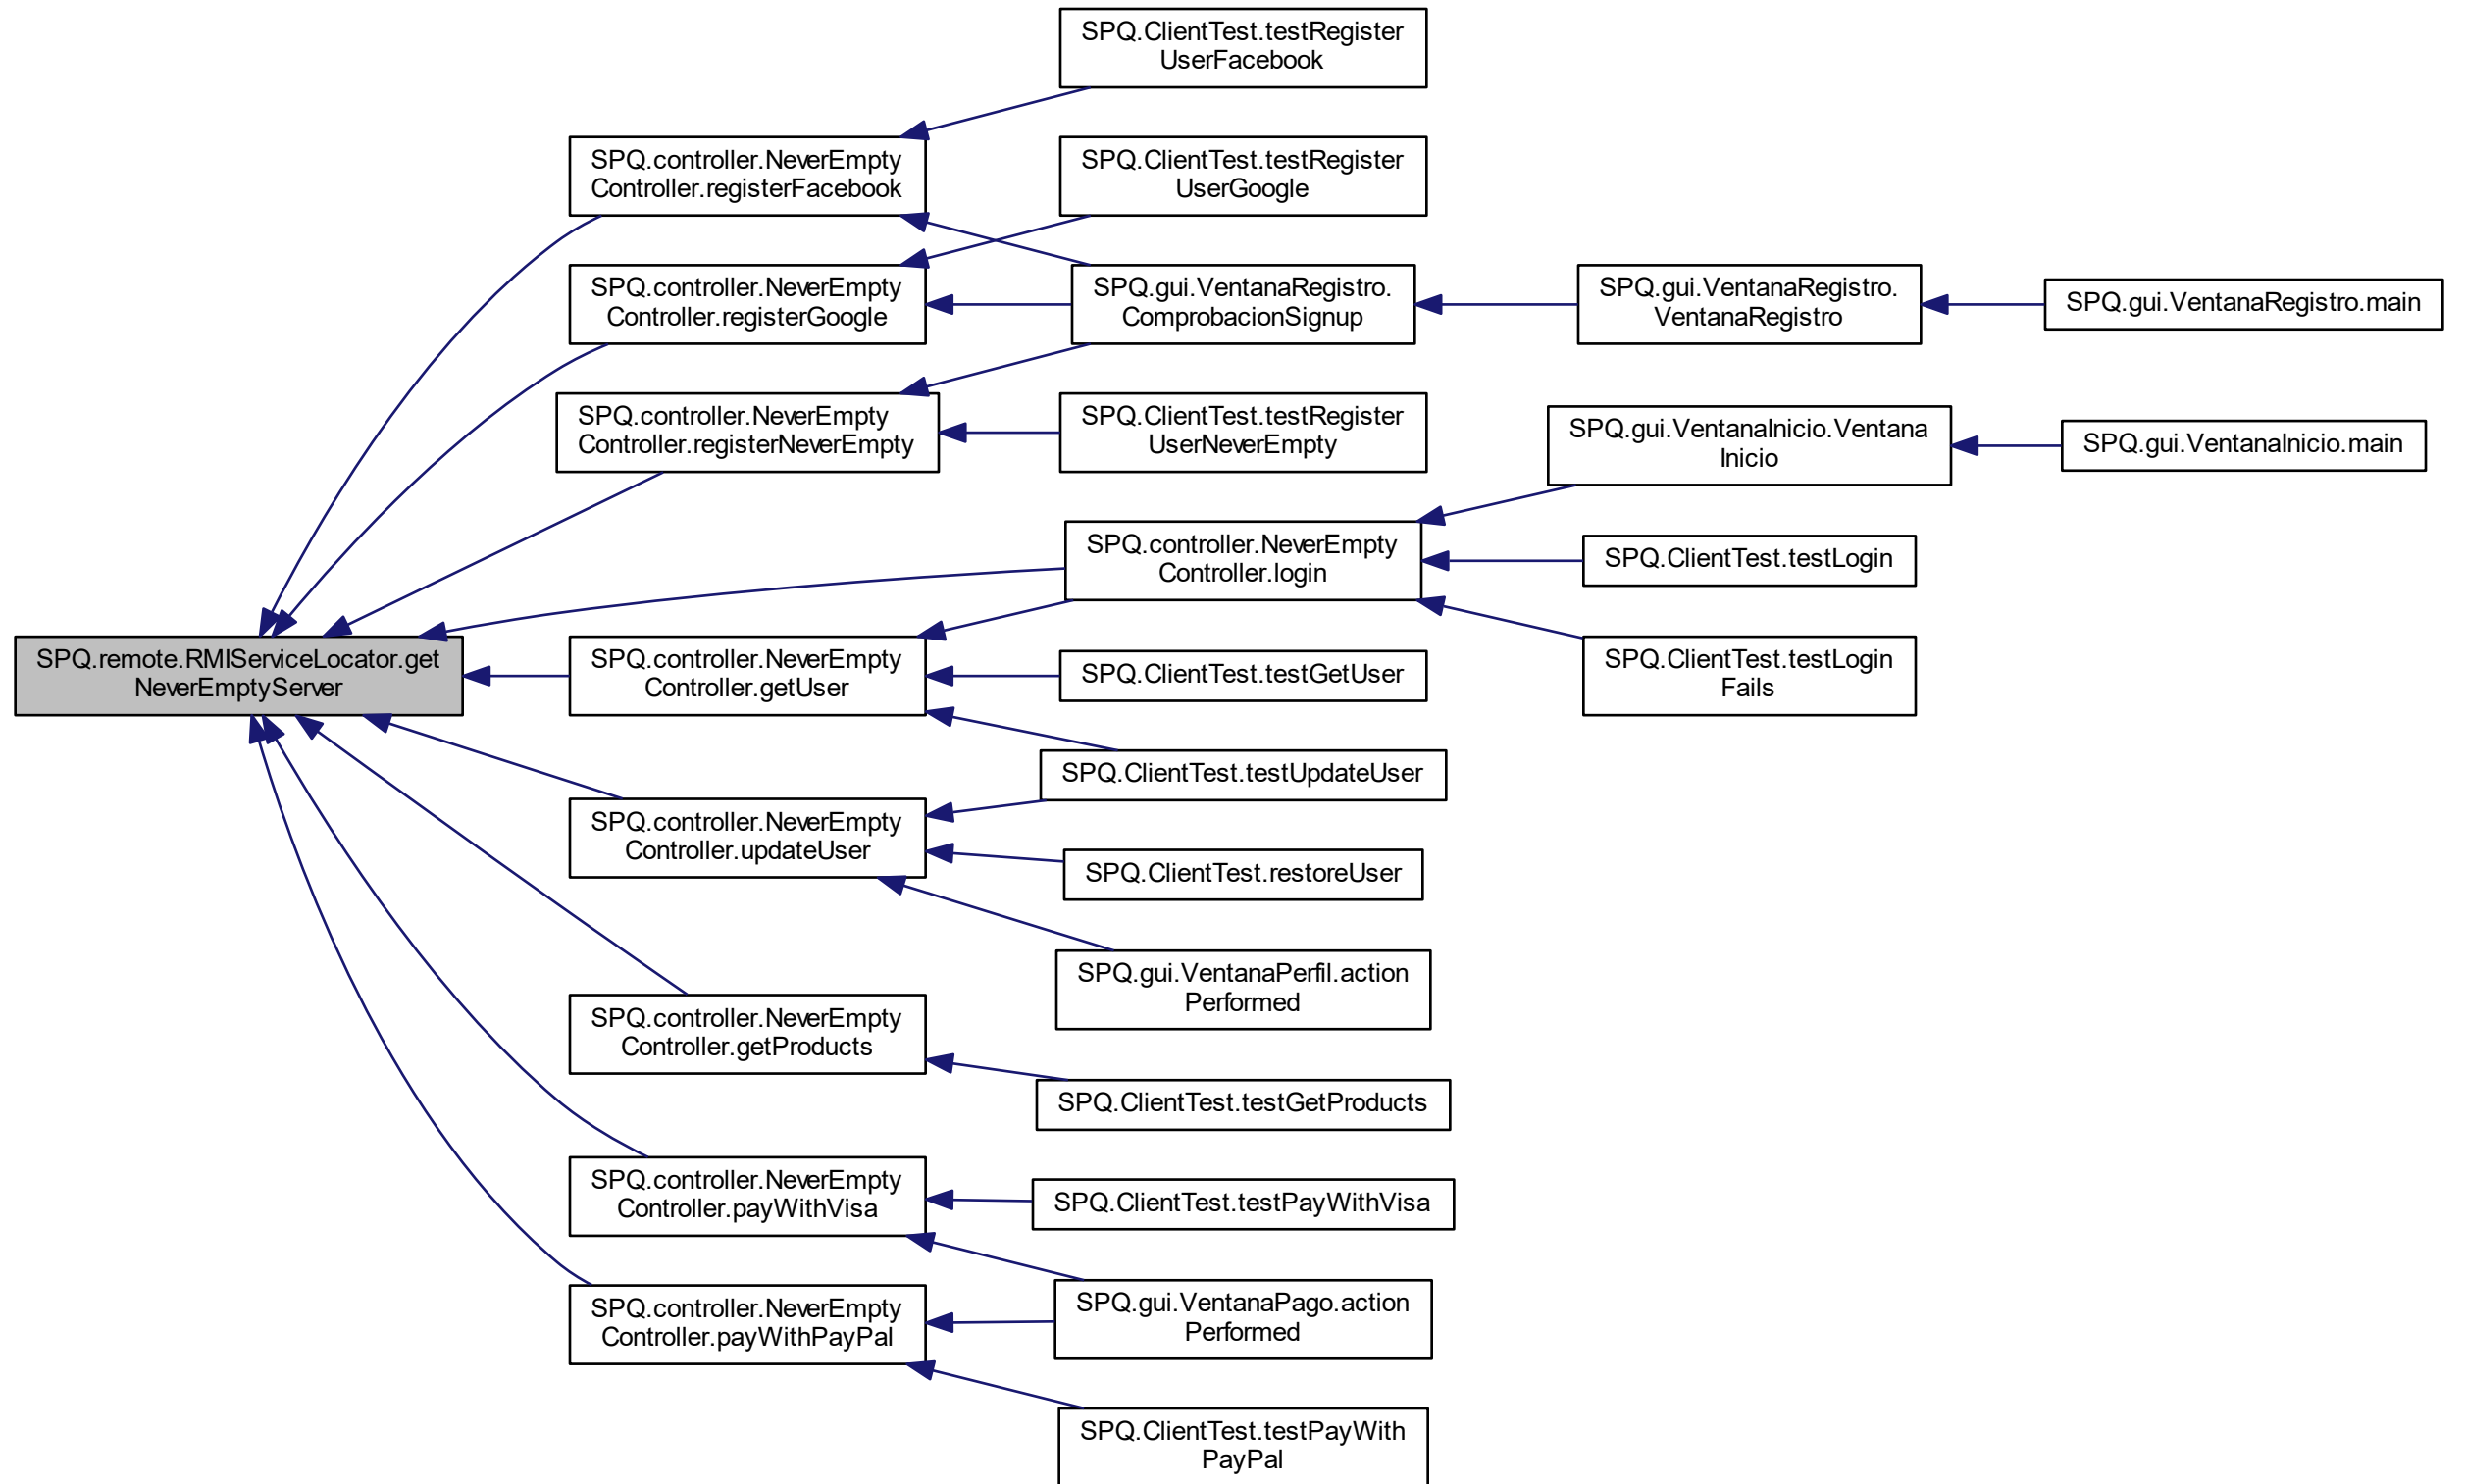 SPQ.ClientTest.testRegister
UserFacebook
SPQ.controller.NeverEmpty
Controller.registerFacebook
SPQ.ClientTest.testRegister
UserGoogle
SPQ.controller.NeverEmpty
Controller.registerGoogle
SPQ.gui.VentanaRegistro.
ComprobacionSignup
SPQ.gui.VentanaRegistro.
VentanaRegistro
SPQ.gui.VentanaRegistro.main
SPQ.controller.NeverEmpty
Controller.registerNeverEmpty
SPQ.ClientTest.testRegister
UserNeverEmpty
SPQ.gui.VentanaInicio.Ventana
Inicio
SPQ.gui.VentanaInicio.main
SPQ.controller.NeverEmpty
Controller.login
SPQ.ClientTest.testLogin
SPQ.remote.RMIServiceLocator.get
NeverEmptyServer
SPQ.controller.NeverEmpty
Controller.getUser
SPQ.ClientTest.testGetUser
SPQ.ClientTest.testLogin
Fails
SPQ.ClientTest.testUpdateUser
SPQ.controller.NeverEmpty
Controller.updateUser
SPQ.ClientTest.restoreUser
SPQ.gui.VentanaPerfil.action
Performed
SPQ.controller.NeverEmpty
Controller.getProducts
SPQ.ClientTest.testGetProducts
SPQ.controller.NeverEmpty
Controller.payWithVisa
SPQ.ClientTest.testPayWithVisa
SPQ.controller.NeverEmpty
Controller.payWithPayPal
SPQ.gui.VentanaPago.action
Performed
SPQ.ClientTest.testPayWith
PayPal